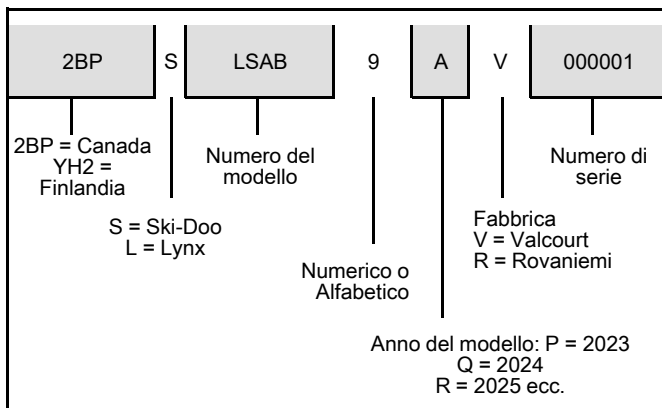 2BP S LSAB 9 A V 000001
2BP = Canada
YH2 =
Finlandia
Numero del
modello
Numero di
serie
S = Ski-Doo
L = Lynx
Fabbrica
V = Valcourt
R = Rovaniemi
Numerico o
Alfabetico
Anno del modello: P = 2023
Q = 2024
R = 2025 ecc.